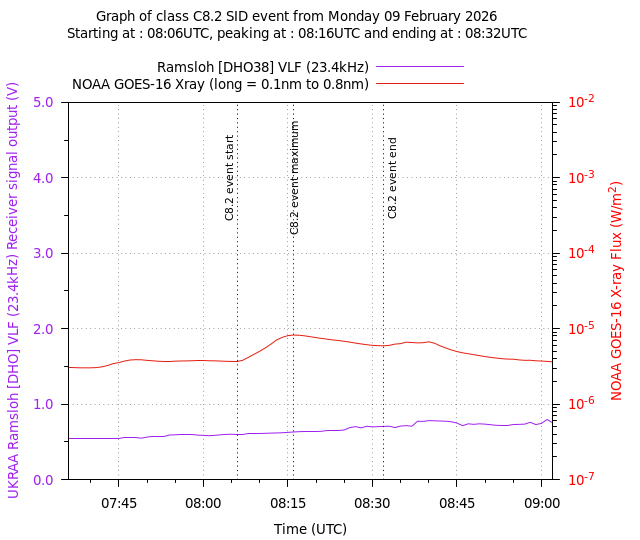 Graph of class C8.2 SID event from Monday 09 February 2026
Starting at : 08:06UTC, peaking at : 08:16UTC and ending at : 08:32UTC
Ramsloh [DHO38] VLF (23.4kHz)
NOAA GOES-16 Xray (long = 0.1nm to 0.8nm)
UKRAA Ramsloh [DHO] VLF (23.4kHz) Receiver signal output (V)
5.0
4.0
3.0
2.0
1.0
0.0
C8.2 event start
C8.2 event maximum
C8.2 event end
10-2
10-3
10-4
10-5
10-6
10-7
NOAA GOES-16 X-ray Flux (W/m²)
07:45 08:00 08:15 08:30 08:45 09:00
Time (UTC)